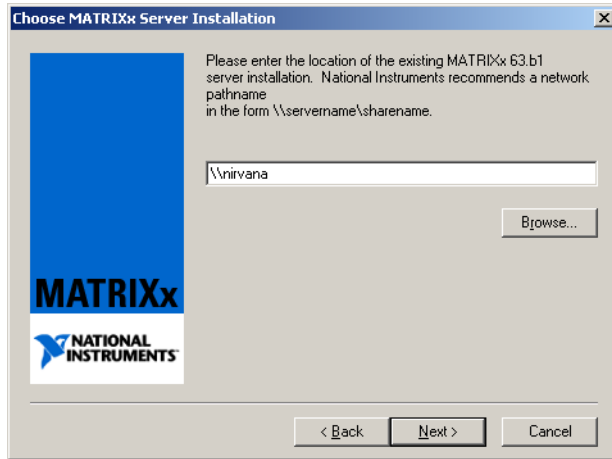 Choose MATRIXx Server Installation
Please enter the location of the existing MATRIXx 63.b1
server installation. National Instruments recommends a network
pathname
in the form \\servername\sharename.
\\nirvana
Browse...
MATRIXx
NATIONAL
INSTRUMENTS
< Back
Next >
Cancel